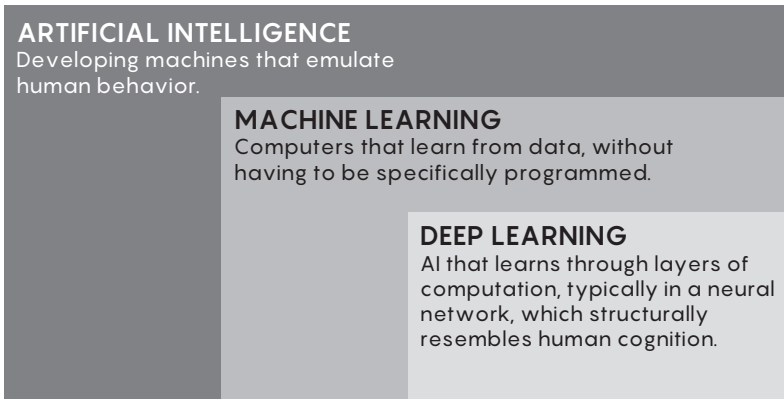 ARTIFICIAL INTELLIGENCE
Developing machines that emulate
human behavior.
MACHINE LEARNING
Computers that learn from data, without
having to be specifically programmed.
DEEP LEARNING
AI that learns through layers of
computation, typically in a neural
network, which structurally
resembles human cognition.